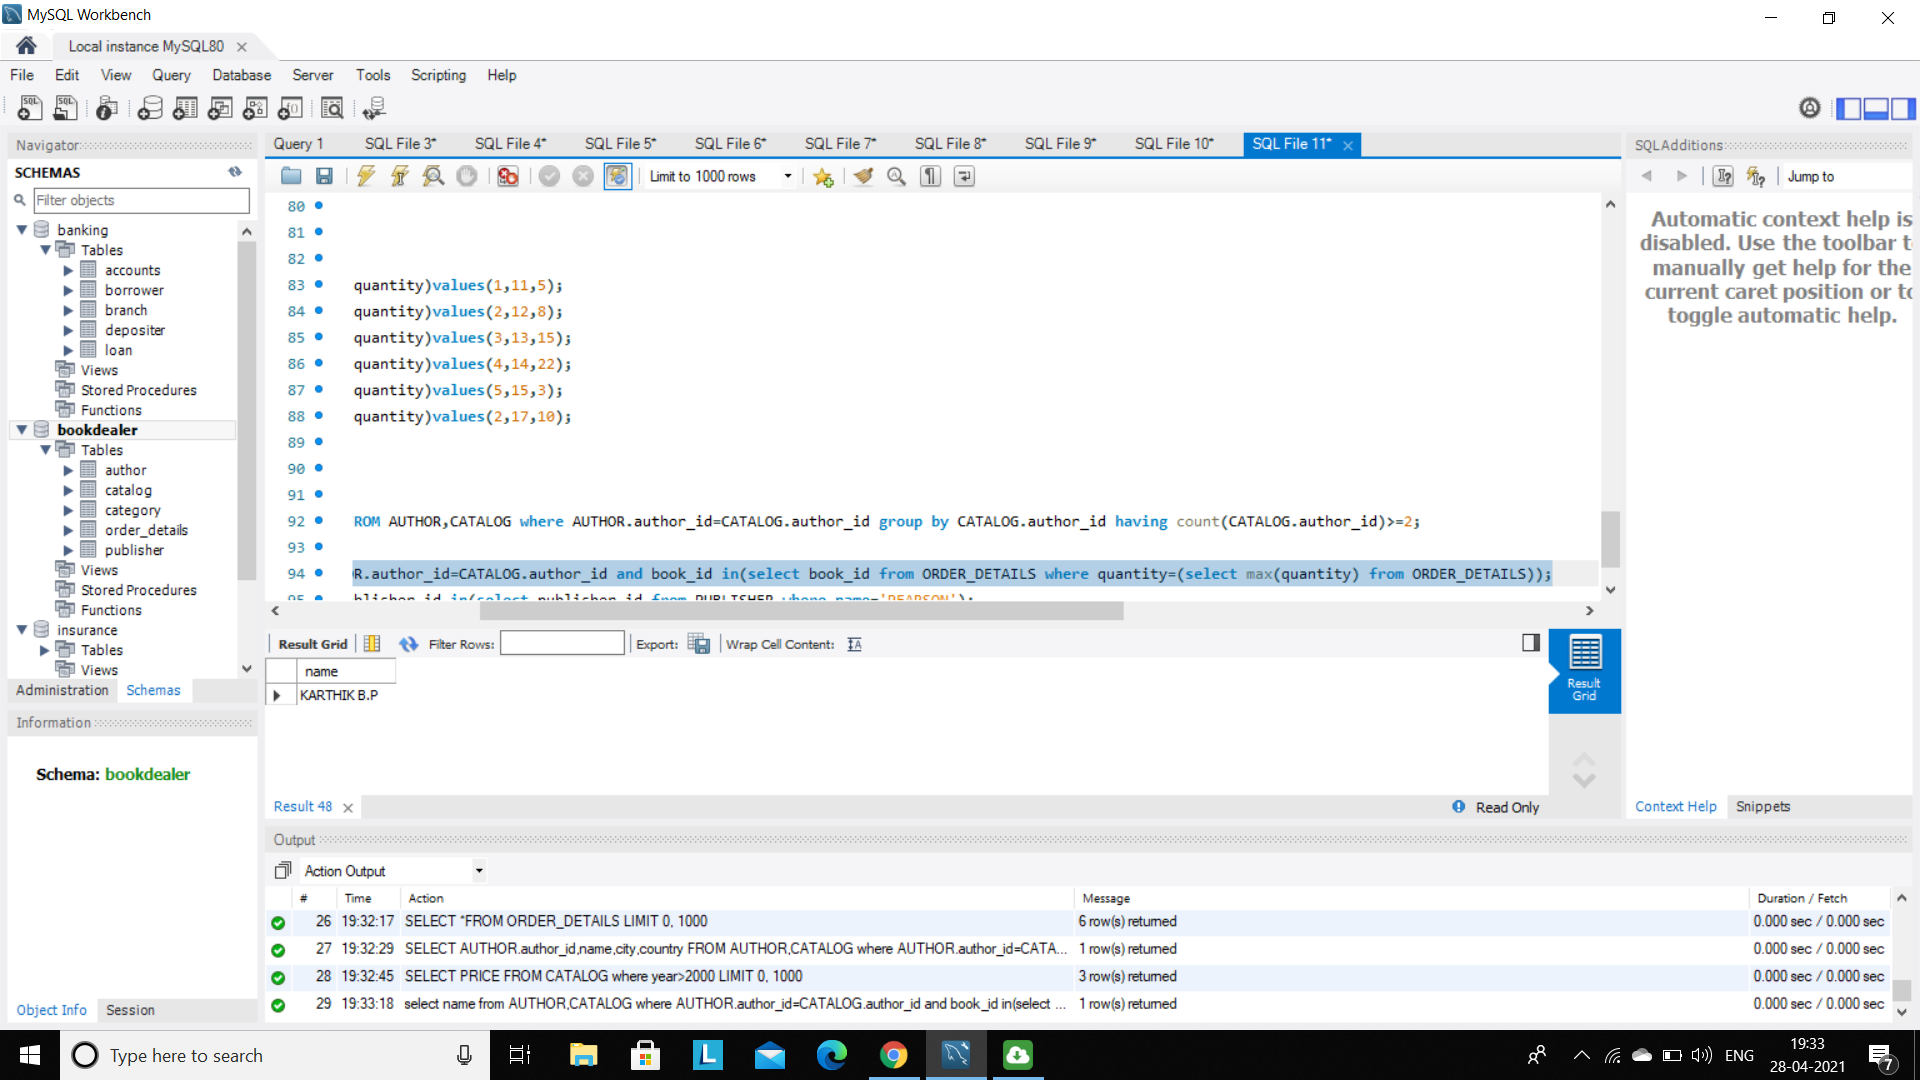 MySQL Workbench
Local instance MySQL80
File Edit View Query Database Server Tools Scripting Help
Navigator
SCHEMAS
Filter objects
banking
Tables
accounts
borrower
branch
depositer
loan
Views
Stored Procedures
Functions
bookdealer
Tables
author
catalog
category
order_details
publisher
Views
Stored Procedures
Functions
insurance
Tables
Views
Administration Schemas
Information
Schema: bookdealer
Object Info Session
Query 1 SQL File 3* SQL File 4* SQL File 5* SQL File 6* SQL File 7* SQL File 8* SQL File 9* SQL File 10* SQL File 11*
Limit to 1000 rows
80
81
82
83 quantity)values(1,11,5);
84 quantity)values(2,12,8);
85 quantity)values(3,13,15);
86 quantity)values(4,14,22);
87 quantity)values(5,15,3);
88 quantity)values(2,17,10);
89
90
91
92 ROM AUTHOR,CATALOG where AUTHOR.author_id=CATALOG.author_id group by CATALOG.author_id having count(CATALOG.author_id)>=2;
93
94 R.author_id=CATALOG.author_id and book_id in(select book_id from ORDER_DETAILS where quantity=(select max(quantity) from ORDER_DETAILS));
95 blisher_id in(select publisher_id from PUBLISHER where name='PEARSON');
Result Grid Filter Rows: Export: Wrap Cell Content:
name
KARTHIK B.P
Result Grid
Result 48
Read Only
SQLAdditions
Jump to
Automatic context help is
disabled. Use the toolbar t
manually get help for the
current caret position or to
toggle automatic help.
Context Help Snippets
Output
Action Output
# Time Action Message Duration / Fetch
26 19:32:17 SELECT *FROM ORDER_DETAILS LIMIT 0, 1000 6 row(s) returned 0.000 sec / 0.000 sec
27 19:32:29 SELECT AUTHOR.author_id,name,city,country FROM AUTHOR,CATALOG where AUTHOR.author_id=CATA... 1 row(s) returned 0.000 sec / 0.000 sec
28 19:32:45 SELECT PRICE FROM CATALOG where year>2000 LIMIT 0, 1000 3 row(s) returned 0.000 sec / 0.000 sec
29 19:33:18 select name from AUTHOR,CATALOG where AUTHOR.author_id=CATALOG.author_id and book_id in(select ... 1 row(s) returned 0.000 sec / 0.000 sec
Type here to search
ENG
19:33
28-04-2021
7